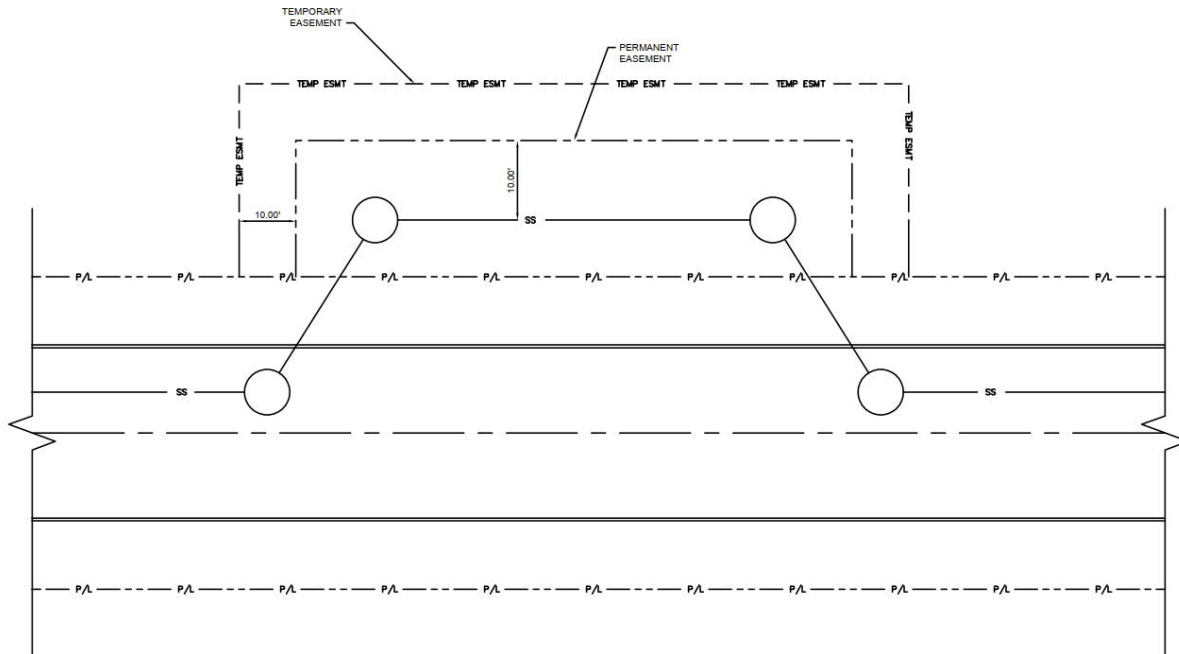 TEMPORARY
EASEMENT
PERMANENT
EASEMENT
TEMP ESMT TEMP ESMT TEMP ESMT TEMP ESMT
TEMP ESMT
TEMP ESMT
10.00'
10.00'
SS
P/L P/L P/L P/L P/L P/L P/L P/L P/L P/L P/L
SS SS
P/L P/L P/L P/L P/L P/L P/L P/L P/L P/L P/L